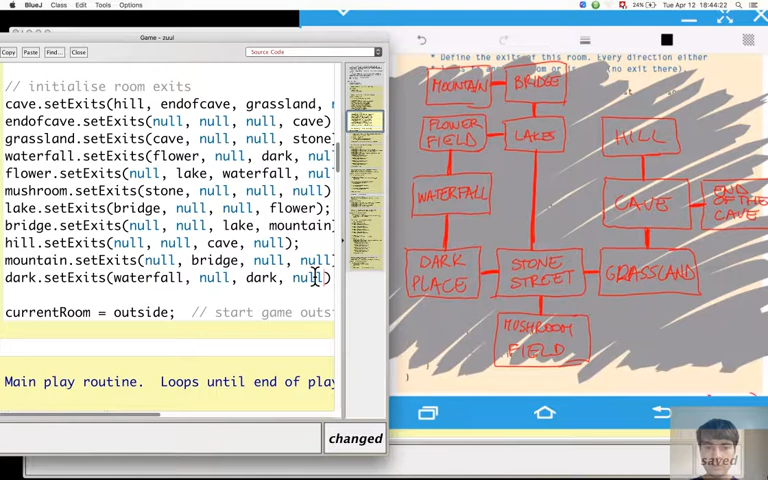 BlueJ Class Edit Tools Options
24% Tue Apr 12 18:44:22
Game - zuul
Copy Paste Find... Close
Source Code
// initialise room exits
cave.setExits(hill, endofcave, grassland,
endofcave.setExits(null, null, null, cave)
grassland.setExits(cave, null, null, stone
waterfall.setExits(flower, null, dark, nul
flower.setExits(null, lake, waterfall, nul
mushroom.setExits(stone, null, null, null)
lake.setExits(bridge, null, null, flower);
bridge.setExits(null, null, lake, mountain
hill.setExits(null, null, cave, null);
mountain.setExits(null, bridge, null, null
dark.setExits(waterfall, null, dark, null)
currentRoom = outside; // start game outs
Main play routine. Loops until end of play
changed
* Define the exits of this room. Every direction either
(no exit there).
MOUNTAIN
BRIDGE
FLOWER
FIELD
LAKES
HILL
WATERFALL
CAVE
END
OF THE
CAVE
DARK
PLACE
STONE
STREET
GRASSLAND
MUSHROOM
FIELD
saved